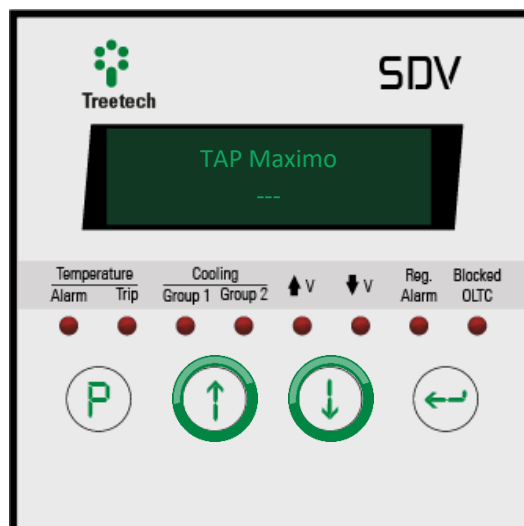 Treetech
SDV
TAP Maximo
---
Temperature
Alarm Trip
Cooling
Group 1 Group 2
V
V
Reg.
Alarm
Blocked
OLTC
P